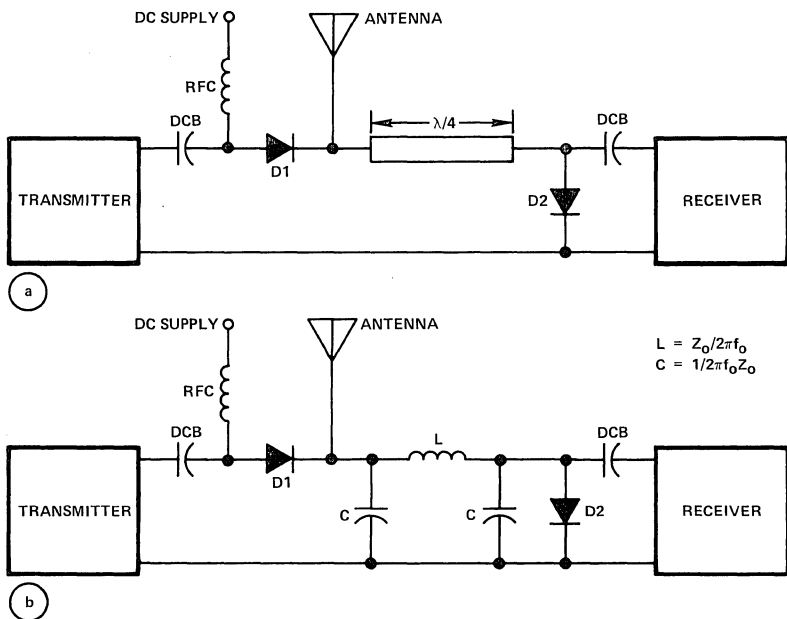 DC SUPPLY
ANTENNA
RFC
DCB
λ/4
DCB
D1
D2
TRANSMITTER
RECEIVER
a
DC SUPPLY
ANTENNA
L = Z₀/2πf₀
C = 1/2πf₀Z₀
RFC
DCB
L
DCB
D1
C
C
D2
TRANSMITTER
RECEIVER
b